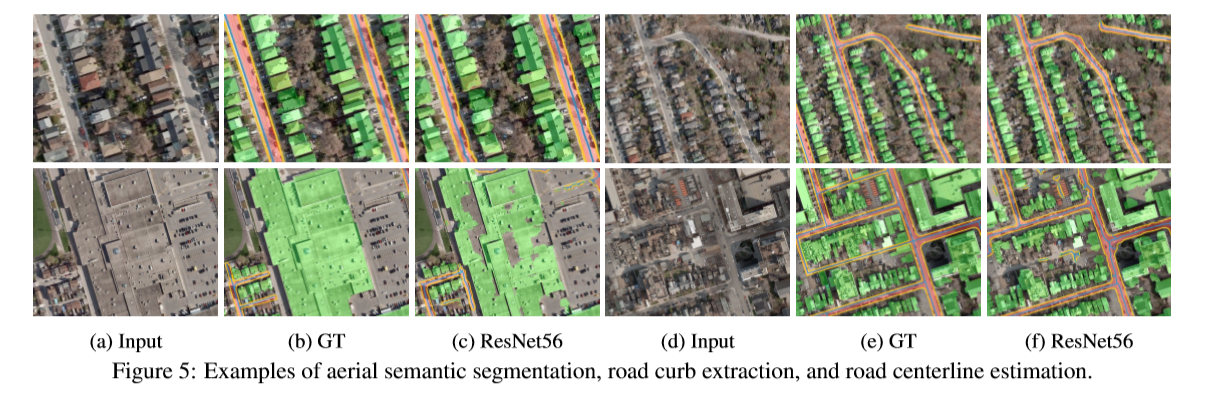 (a) Input (b) GT (c) ResNet56 (d) Input (e) GT (f) ResNet56
Figure 5: Examples of aerial semantic segmentation, road curb extraction, and road centerline estimation.